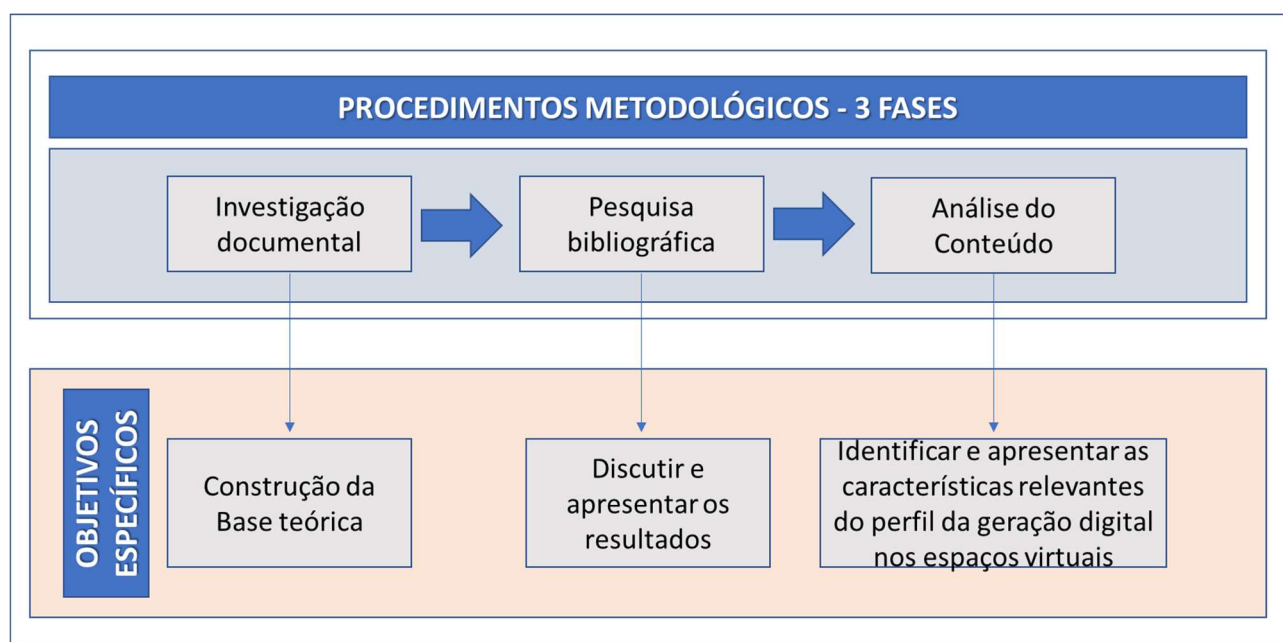 PROCEDIMENTOS METODOLÓGICOS - 3 FASES
Investigação
documental
Pesquisa
bibliográfica
Análise do
Conteúdo
OBJETIVOS
ESPECÍFICOS
Construção da
Base teórica
Discutir e
apresentar os
resultados
Identificar e apresentar as
características relevantes
do perfil da geração digital
nos espaços virtuais